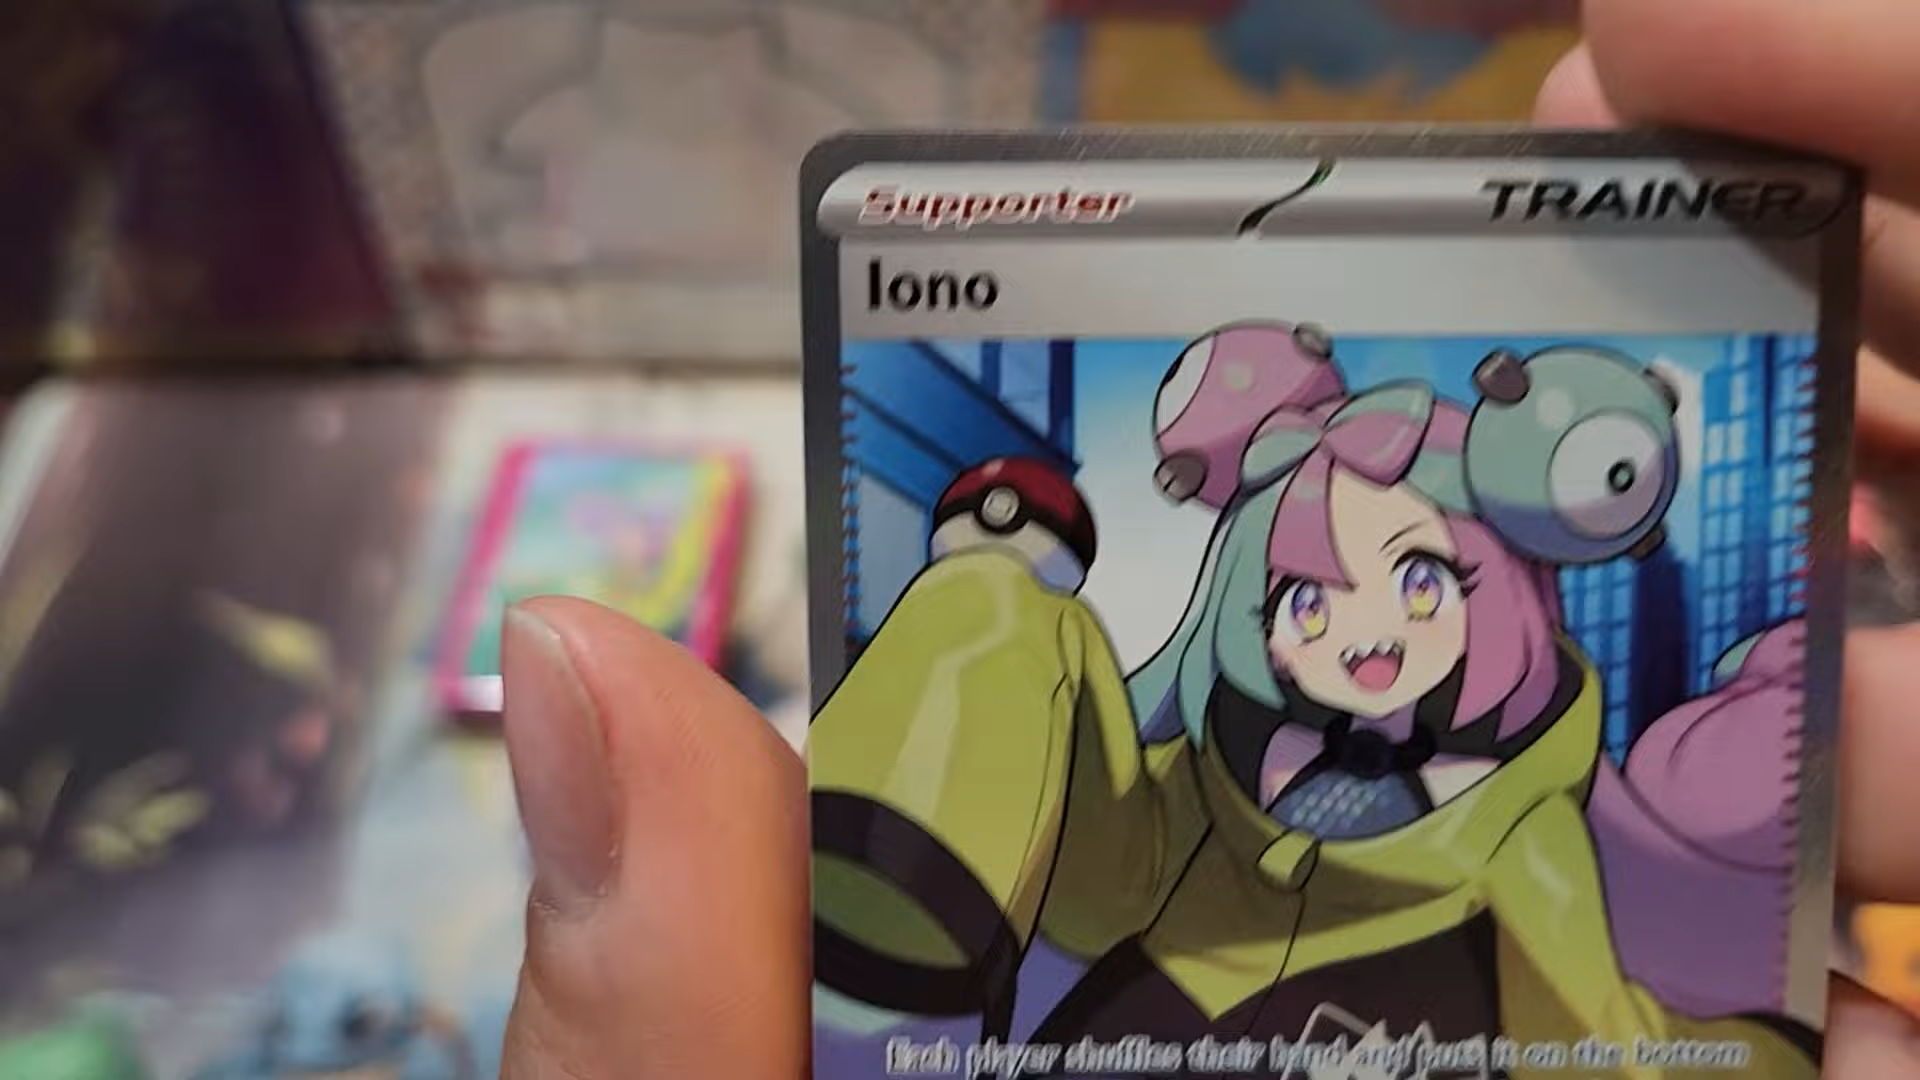 Supporter
TRAINER
Iono
Each player shuffles their hand and puts it on the bottom